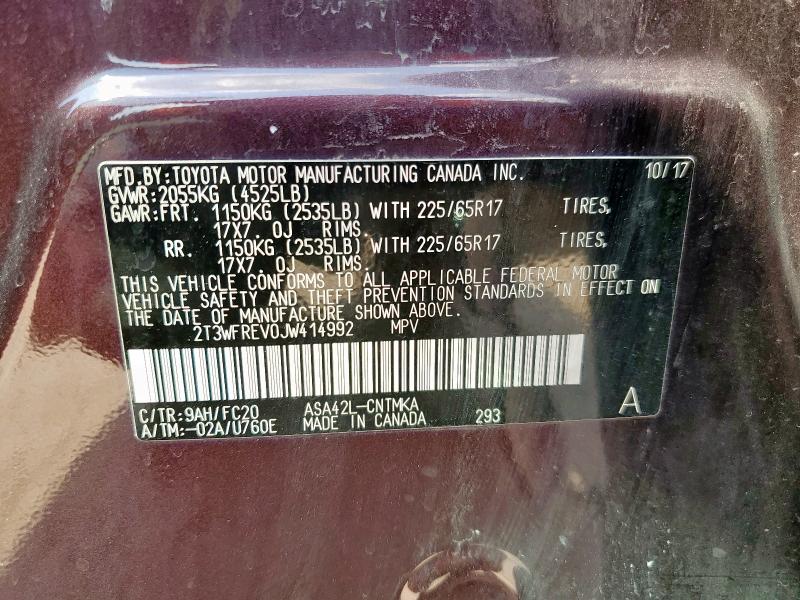 MFD.BY:TOYOTA MOTOR MANUFACTURING CANADA INC. 10/17
GVWR:2055KG (4525LB)
GAWR:FRT. 1150KG (2535LB) WITH 225/65R17 TIRES,
17X7.0J RIMS.
RR. 1150KG (2535LB) WITH 225/65R17 TIRES,
17X7.0J RIMS.
THIS VEHICLE CONFORMS TO ALL APPLICABLE FEDERAL MOTOR
VEHICLE SAFETY AND THEFT PREVENTION STANDARDS IN EFFECT ON
THE DATE OF MANUFACTURE SHOWN ABOVE.
2T3WFREV0JW414992 MPV
C/TR:9AH/FC20 ASA42L-CNTMKA
A/TM:-02A/U760E MADE IN CANADA 293 A